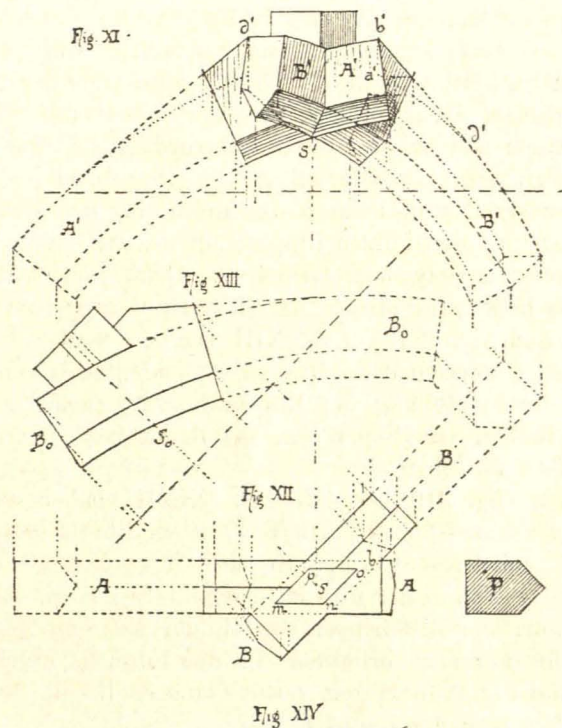 Fig. XI
∂' b'
B' A' a'
s
∂'
A' B'
Fig XIII
B₀
B₀ S₀
B
Fig XII
A o S o b A p
m n
B
Fig XIV